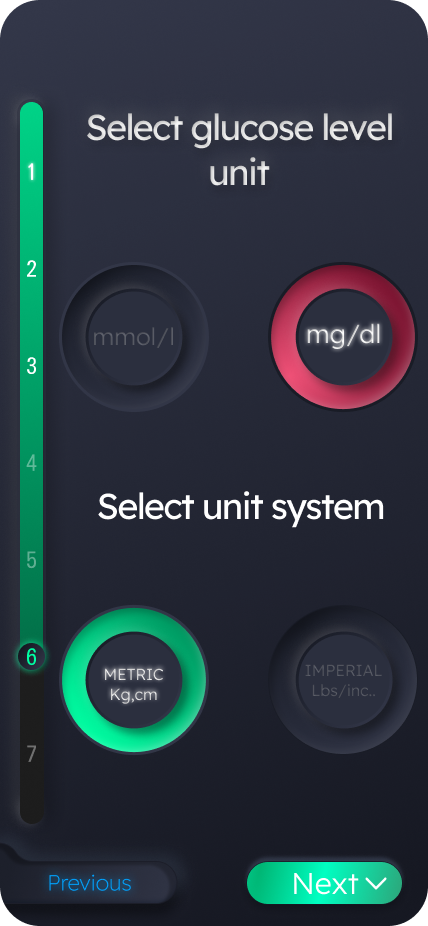 Select glucose level
unit
1
2
3
4
5
6
7
mmol/l
mg/dl
Select unit system
METRIC
Kg,cm
IMPERIAL
Lbs/inc..
Previous
Next